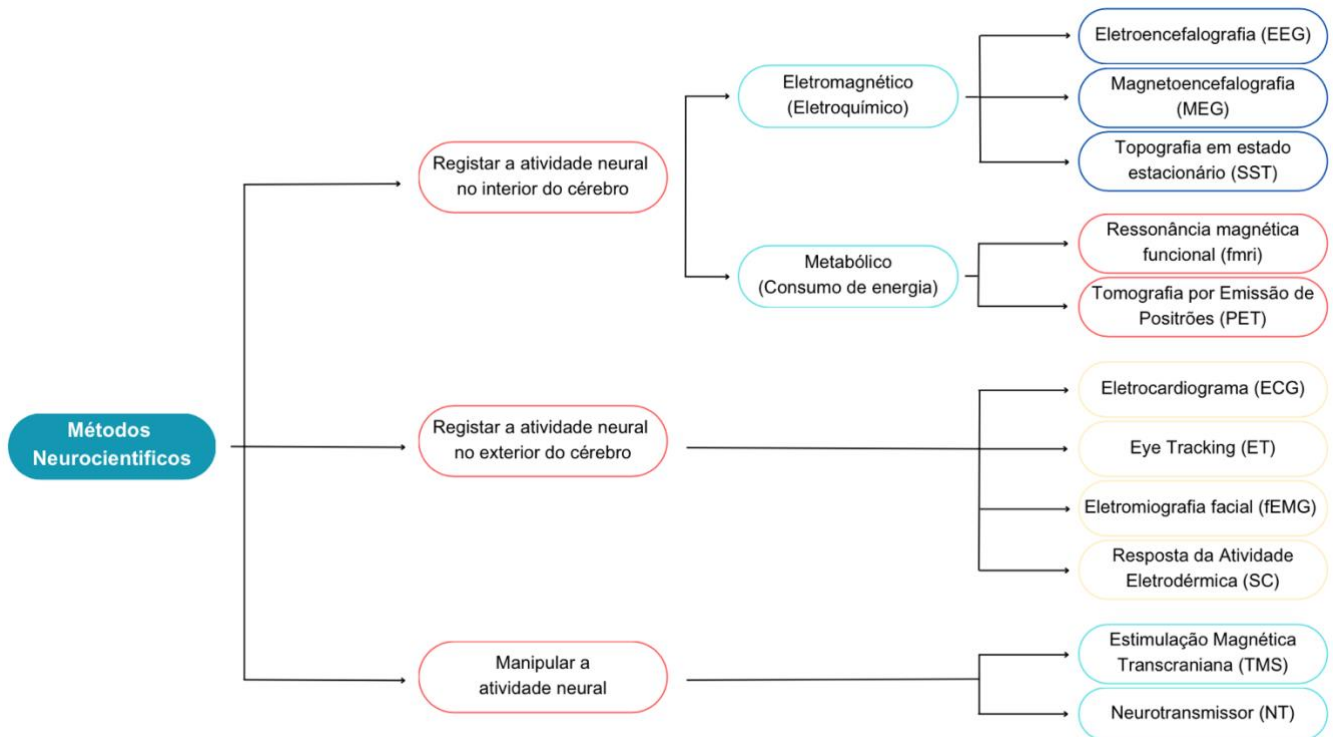 Métodos
Neurocientificos
Registar a atividade neural
no interior do cérebro
Eletromagnético
(Eletroquímico)
Eletroencefalografia (EEG)
Magnetoencefalografia
(MEG)
Topografia em estado
estacionário (SST)
Metabólico
(Consumo de energia)
Ressonância magnética
funcional (fmri)
Tomografia por Emissão de
Positrões (PET)
Registar a atividade neural
no exterior do cérebro
Eletrocardiograma (ECG)
Eye Tracking (ET)
Eletromiografia facial (fEMG)
Resposta da Atividade
Eletrodérmica (SC)
Manipular a
atividade neural
Estimulação Magnética
Transcraniana (TMS)
Neurotransmissor (NT)